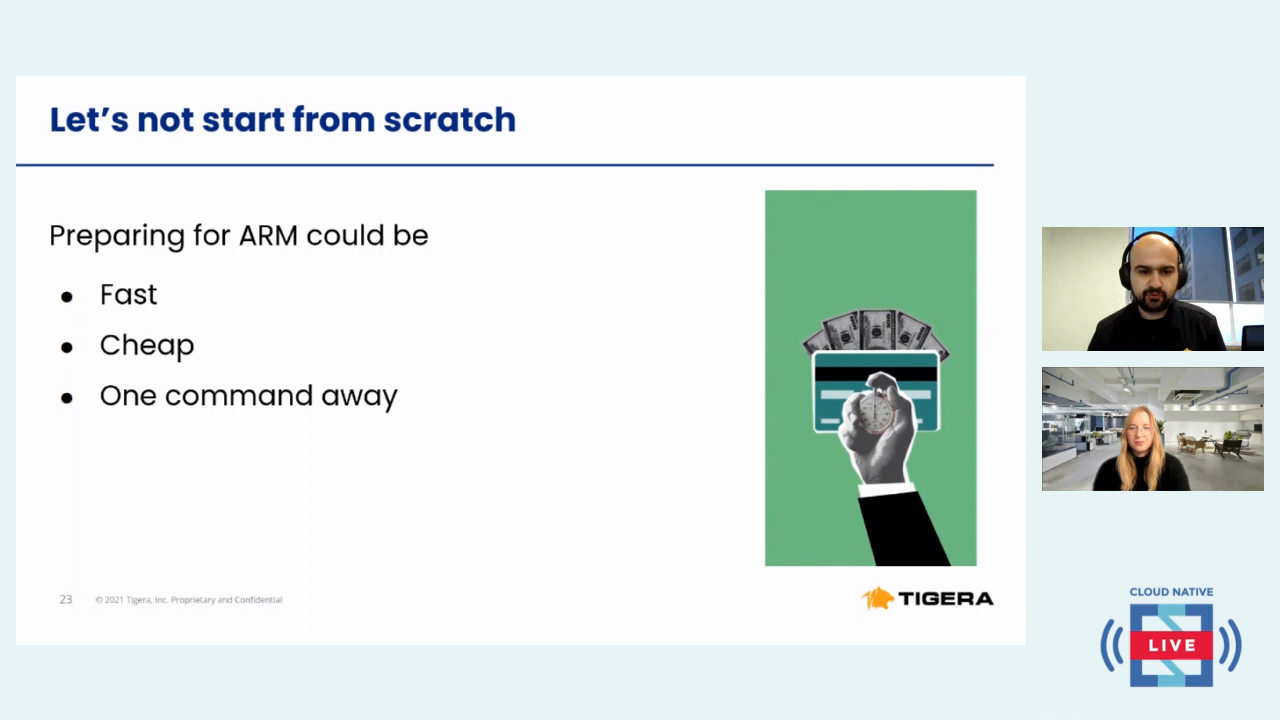 Let’s not start from scratch
Preparing for ARM could be
● Fast
● Cheap
● One command away
23
© 2021 Tigera, Inc. Proprietary and Confidential
TIGERA
CLOUD NATIVE
LIVE